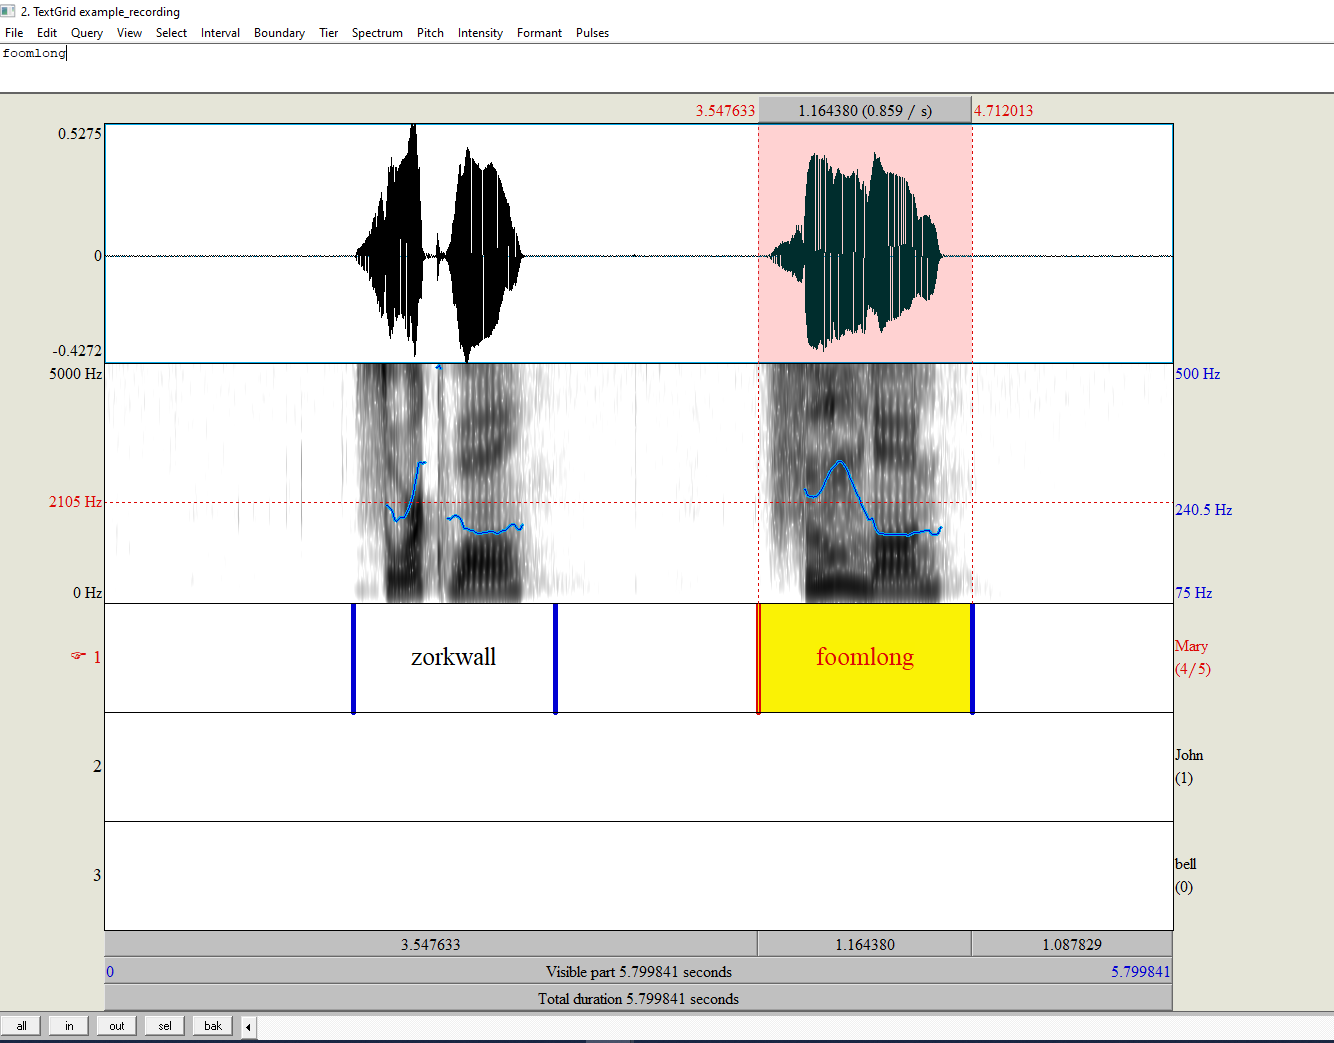 2. TextGrid example_recording
File Edit Query View Select Interval Boundary Tier Spectrum Pitch Intensity Formant Pulses
foomlong
3.547633 1.164380 (0.859 / s) 4.712013
0.5275
0
-0.4272
5000 Hz 500 Hz
2105 Hz 240.5 Hz
0 Hz 75 Hz
☞ 1 zorkwall foomlong Mary
(4/5)
2 John
(1)
3 bell
(0)
3.547633 1.164380 1.087829
0 Visible part 5.799841 seconds 5.799841
Total duration 5.799841 seconds
all in out sel bak